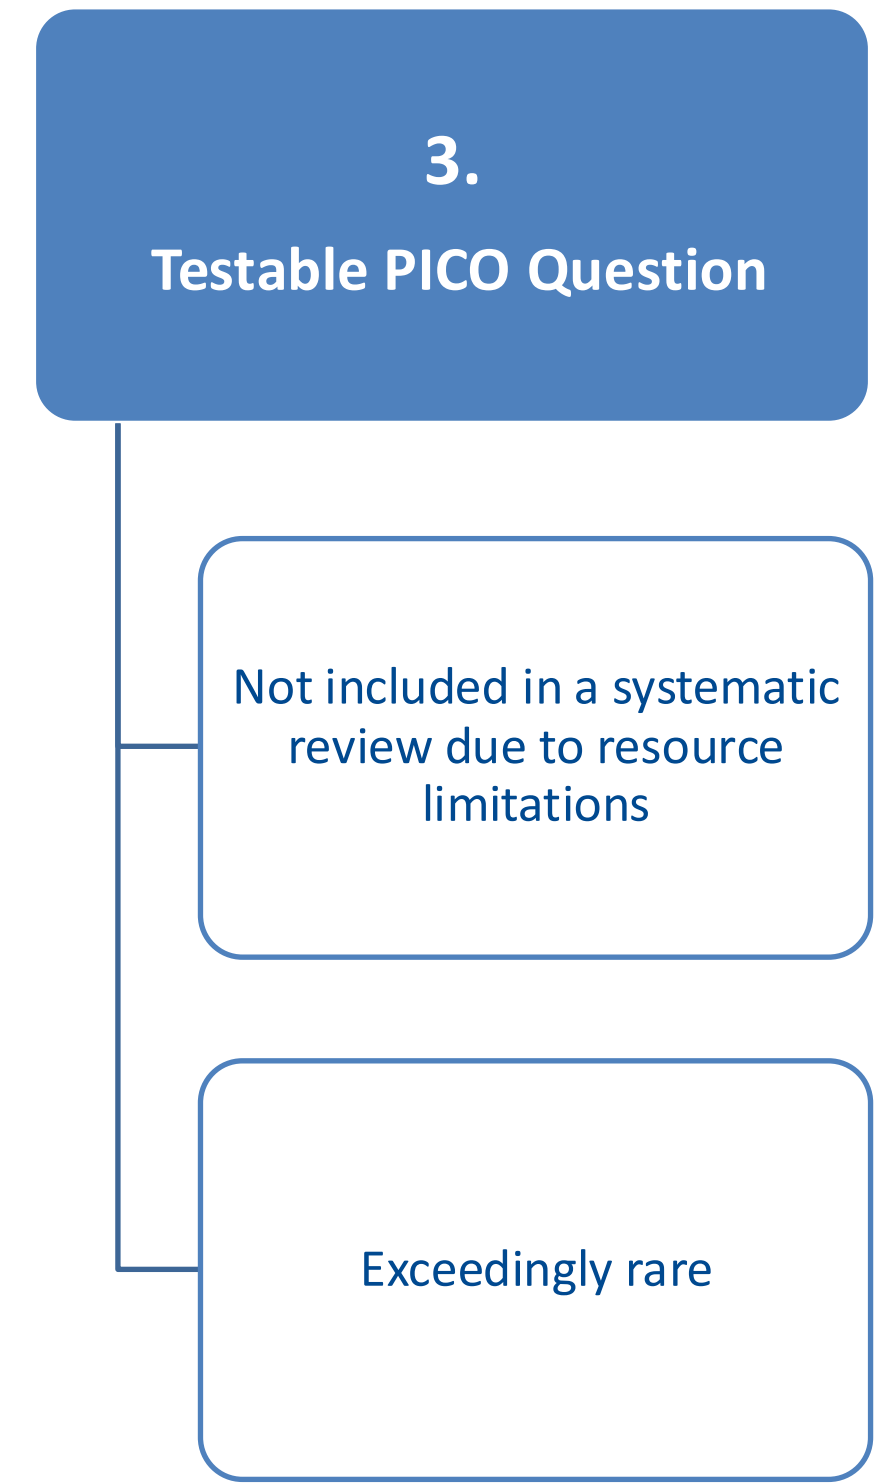 3.
Testable PICO Question
Not included in a systematic
review due to resource
limitations
Exceedingly rare